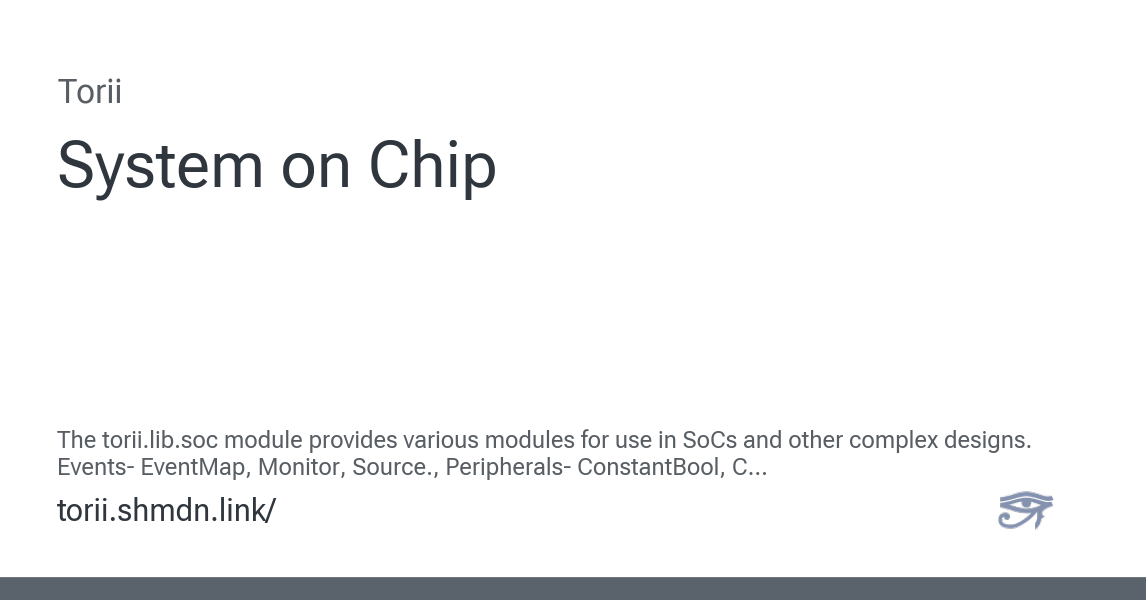 Torii
System on Chip
The torii.lib.soc module provides various modules for use in SoCs and other complex designs.
Events- EventMap, Monitor, Source., Peripherals- ConstantBool, C...
torii.shmdn.link/